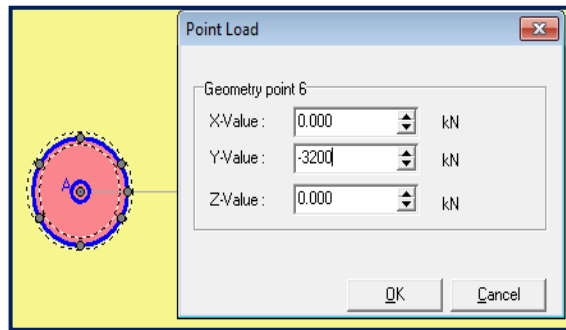 Point Load
Geometry point 6
X-Value : 0.000 kN
Y-Value : -3200 kN
Z-Value : 0.000 kN
A
OK Cancel